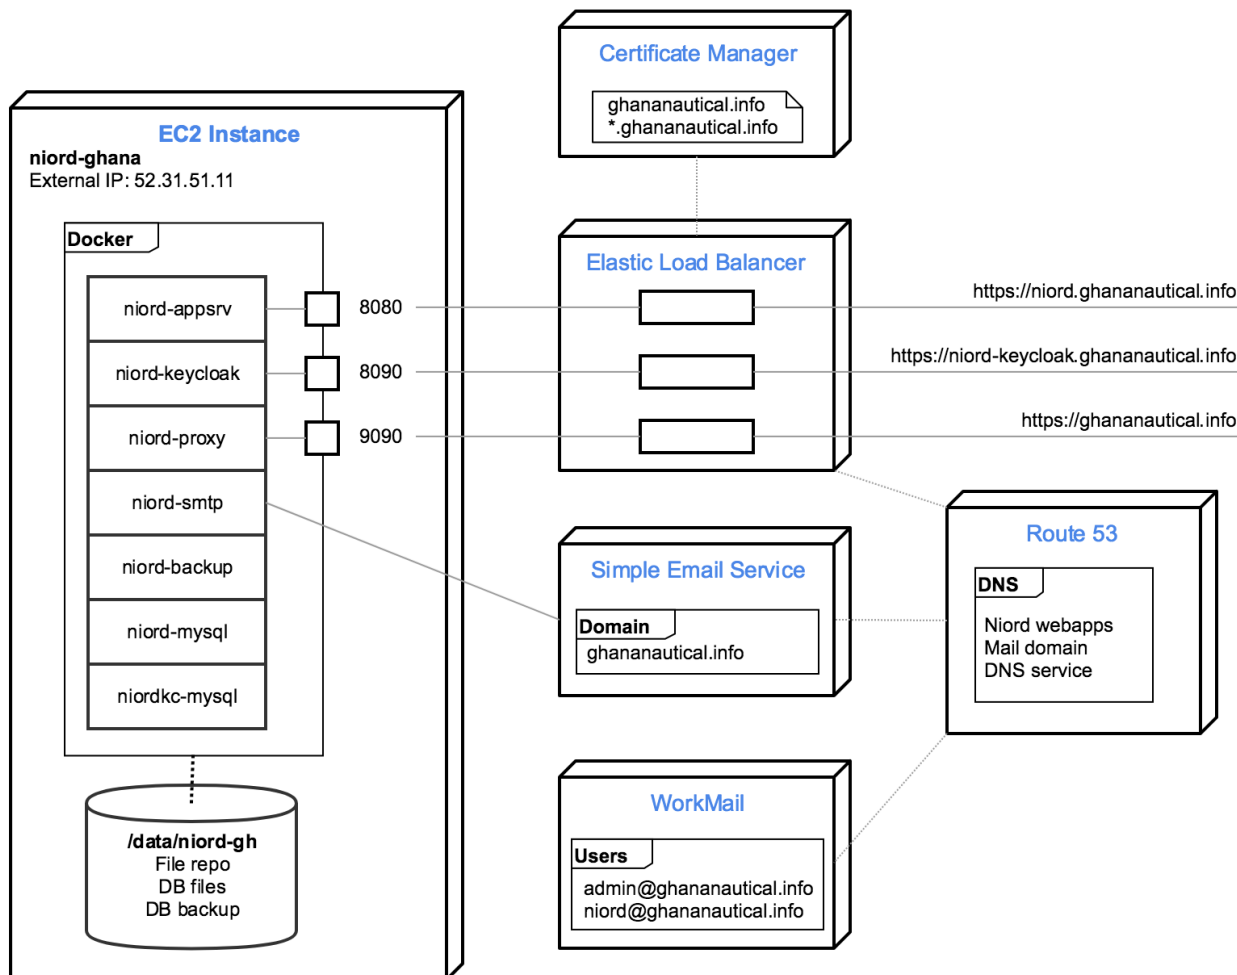 Certificate Manager
ghananautical.info
*.ghananautical.info
EC2 Instance
niord-ghana
External IP: 52.31.51.11
Docker
niord-appsrv
niord-keycloak
niord-proxy
niord-smtp
niord-backup
niord-mysql
niordkc-mysql
8080
8090
9090
/data/niord-gh
File repo
DB files
DB backup
Elastic Load Balancer
https://niord.ghananautical.info
https://niord-keycloak.ghananautical.info
https://ghananautical.info
Simple Email Service
Domain
ghananautical.info
Route 53
DNS
Niord webapps
Mail domain
DNS service
WorkMail
Users
admin@ghananautical.info
niord@ghananautical.info